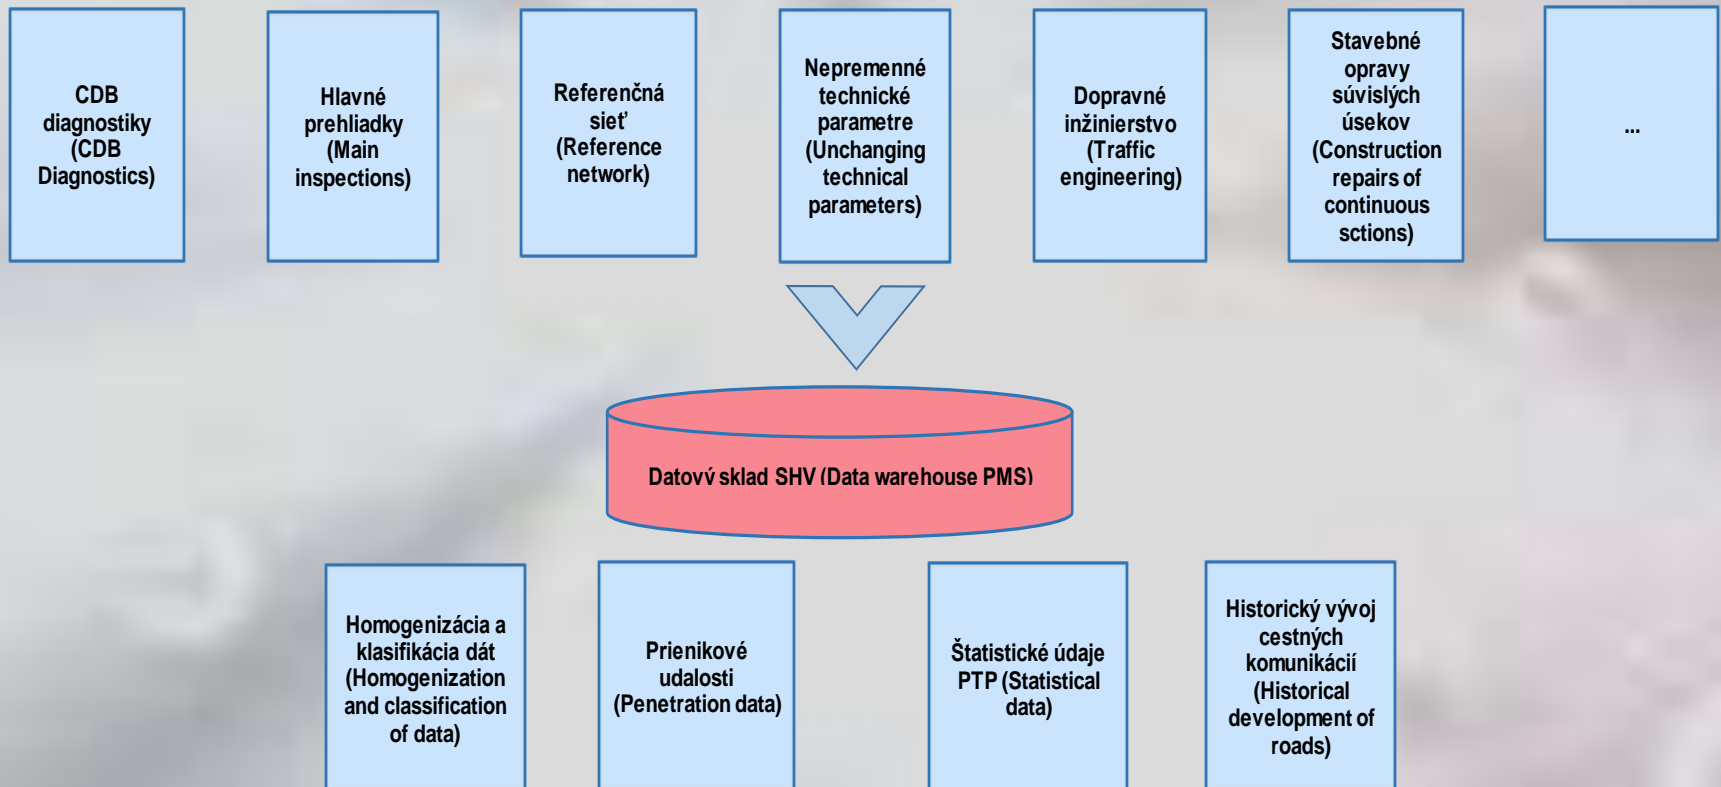 CDB
diagnostiky
(CDB
Diagnostics)
Hlavné
prehliadky
(Main
inspections)
Referenčná
sieť
(Reference
network)
Nepremenné
technické
parametre
(Unchanging
technical
parameters)
Dopravné
inžinierstvo
(Traffic
engineering)
Stavebné
opravy
súvislých
úsekov
(Construction
repairs of
continuous
sctions)
...
Datový sklad SHV (Data warehouse PMS)
Homogenizácia a
klasifikácia dát
(Homogenization
and classification
of data)
Prienikové
udalosti
(Penetration data)
Štatistické údaje
PTP (Statistical
data)
Historický vývoj
cestných
komunikácií
(Historical
development of
roads)